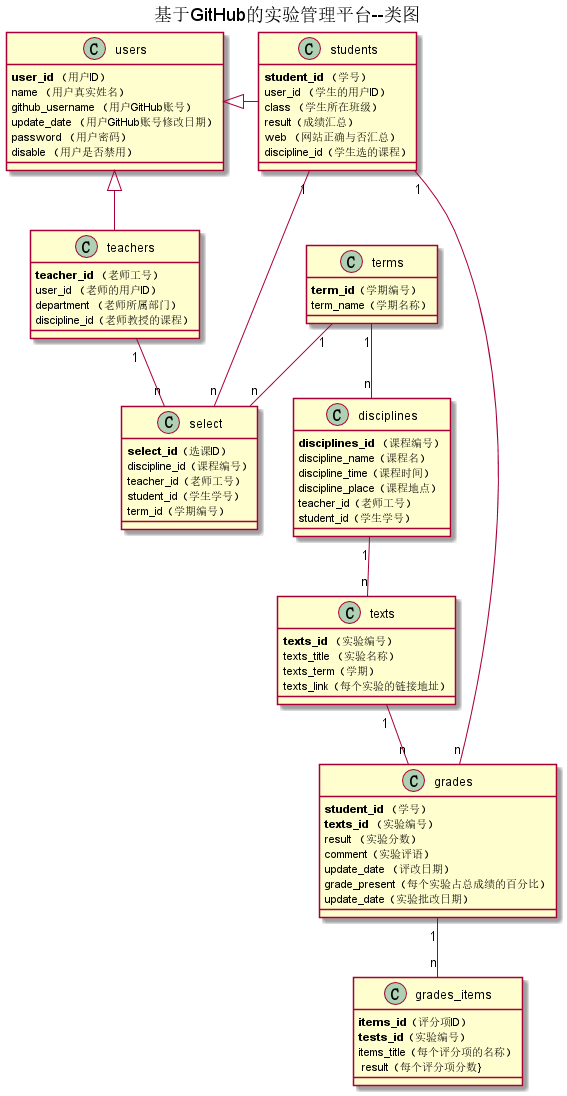 基于GitHub的实验管理平台--类图
C users
user_id （用户ID）
name （用户真实姓名）
github_username （用户GitHub账号）
update_date （用户GitHub账号修改日期）
password （用户密码）
disable （用户是否禁用）
C students
student_id （学号）
user_id （学生的用户ID）
class （学生所在班级）
result（成绩汇总）
web （网站正确与否汇总）
discipline_id（学生选的课程）
1
1
C teachers
teacher_id （老师工号）
user_id （老师的用户ID）
department （老师所属部门）
discipline_id（老师教授的课程）
C terms
term_id （学期编号）
term_name（学期名称）
1
1
1
n
n
n
n
C select
select_id（选课ID）
discipline_id（课程编号）
teacher_id（老师工号）
student_id（学生学号）
term_id（学期编号）
C disciplines
disciplines_id （课程编号）
discipline_name（课程名）
discipline_time（课程时间）
discipline_place（课程地点）
teacher_id（老师工号）
student_id（学生学号）
1
n
C texts
texts_id （实验编号）
texts_title （实验名称）
texts_term（学期）
texts_link（每个实验的链接地址）
1
n
n
C grades
student_id （学号）
texts_id （实验编号）
result （实验分数）
comment（实验评语）
update_date （评改日期）
grade_present（每个实验占总成绩的百分比）
update_date（实验批改日期）
1
n
C grades_items
items_id（评分项ID）
tests_id（实验编号）
items_title（每个评分项的名称）
result（每个评分项分数}